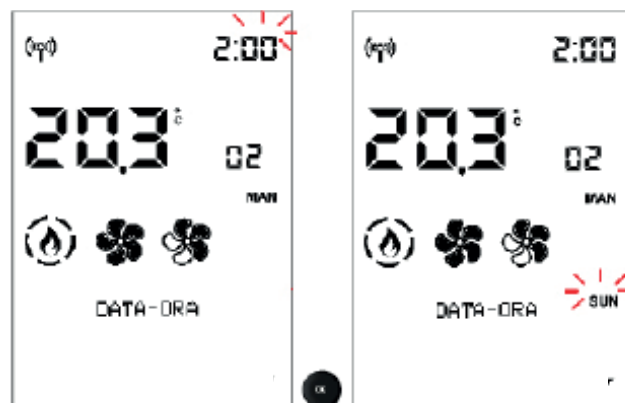 2:00
20.3 °C
02
MAN
DATA-ORA
OK
2:00
20.3 °C
02
MAN
SUN
DATA-ORA